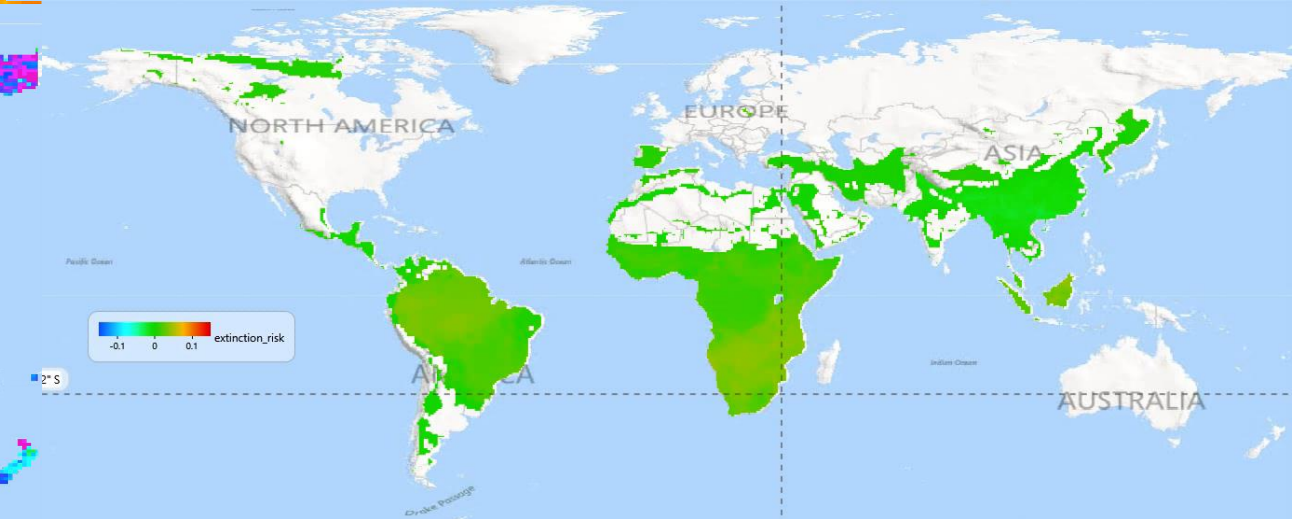 EUROPE
NORTH AMERICA
ASIA
Pacific Ocean
Atlantic Ocean
-0.1 0 0.1 extinction_risk
Indian Ocean
2° S
AUSTRALIA
Drake Passage